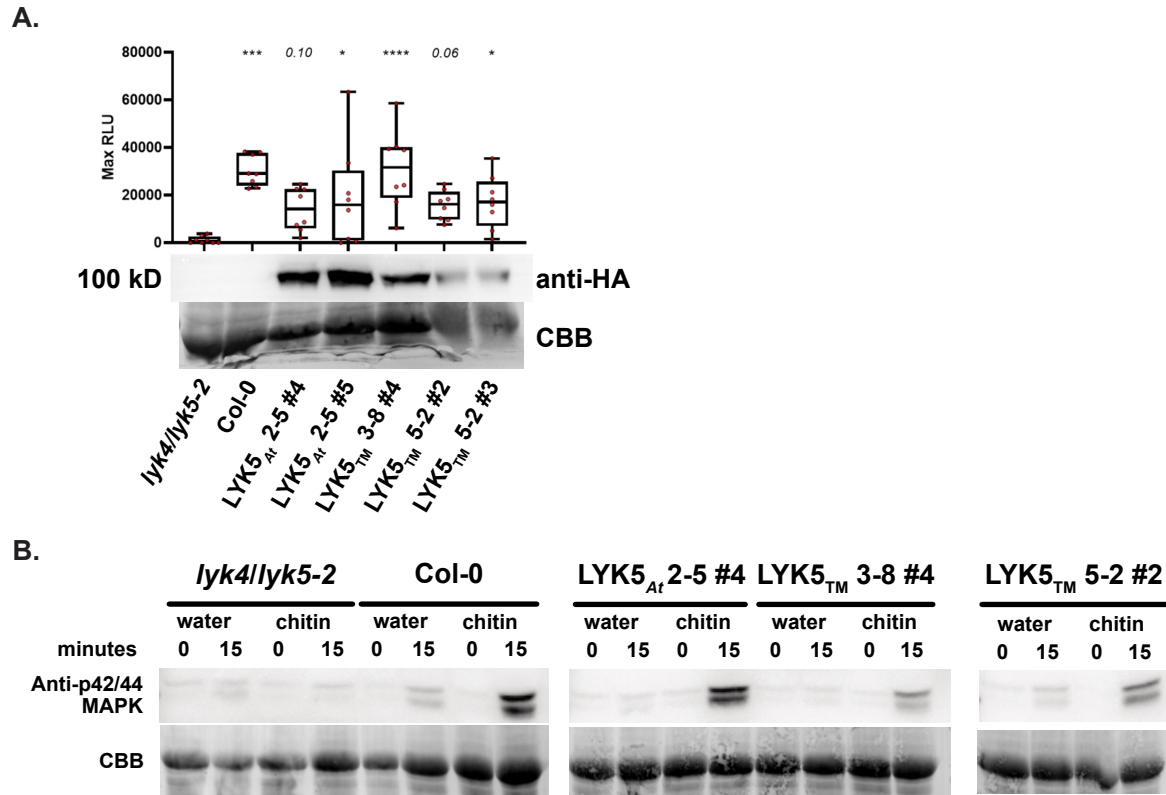 A.
*** 0.10 * **** 0.06 *
80000
60000
40000
20000
0
Max RLU
100 kD anti-HA
CBB
lyk4/lyk5-2
Col-0
LYK5At 2-5 #4
LYK5At 2-5 #5
LYK5TM 3-8 #4
LYK5TM 5-2 #2
LYK5TM 5-2 #3
B.
lyk4/lyk5-2 Col-0 LYK5At 2-5 #4 LYK5TM 3-8 #4 LYK5TM 5-2 #2
water chitin water chitin water chitin water chitin water chitin
minutes 0 15 0 15 0 15 0 15 0 15 0 15 0 15 0 15 0 15 0 15
Anti-p42/44
MAPK
CBB